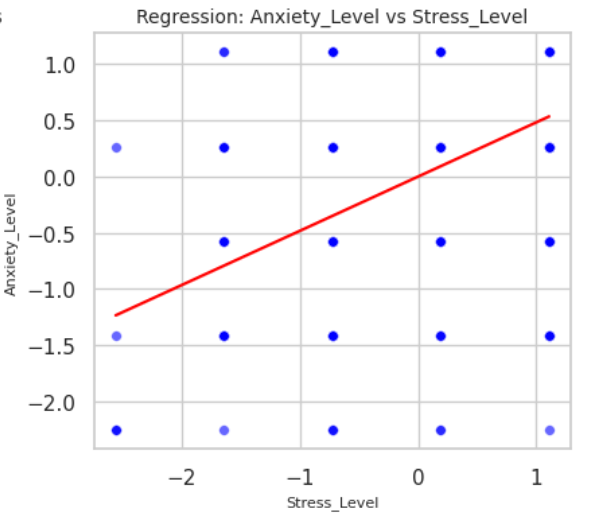 s
Regression: Anxiety_Level vs Stress_Level
1.0
0.5
0.0
−0.5
−1.0
−1.5
−2.0
Anxiety_Level
−2 −1 0 1
Stress_Level